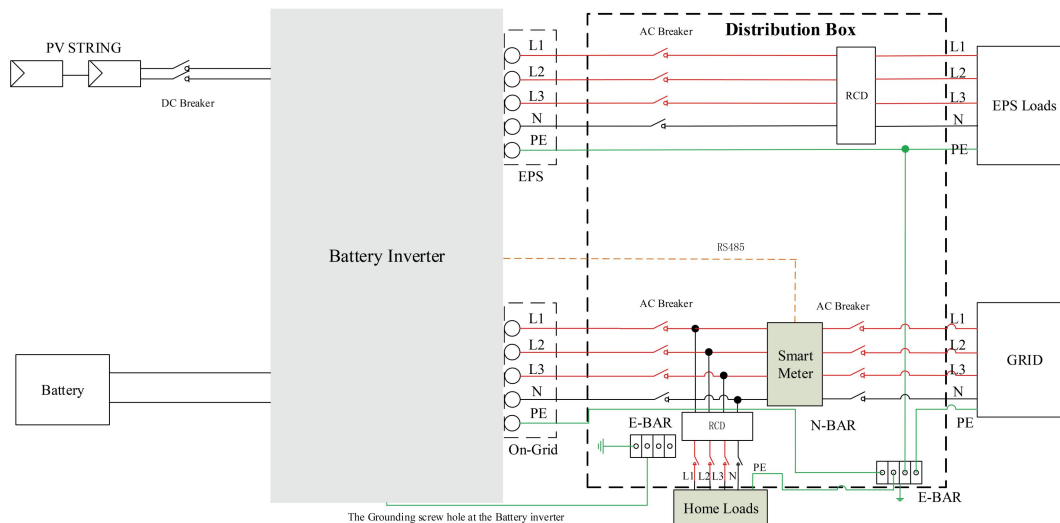 Distribution Box
PV STRING
DC Breaker
Battery Inverter
Battery
L1
L2
L3
N
PE
EPS
AC Breaker
RCD
L1
L2
L3
N
PE
EPS Loads
RS485
L1
L2
L3
N
PE
On-Grid
AC Breaker
AC Breaker
Smart
Meter
L1
L2
L3
N
PE
GRID
N-BAR
E-BAR
RCD
L1
L2
L3
N
PE
Home Loads
E-BAR
The Grounding screw hole at the Battery inverter